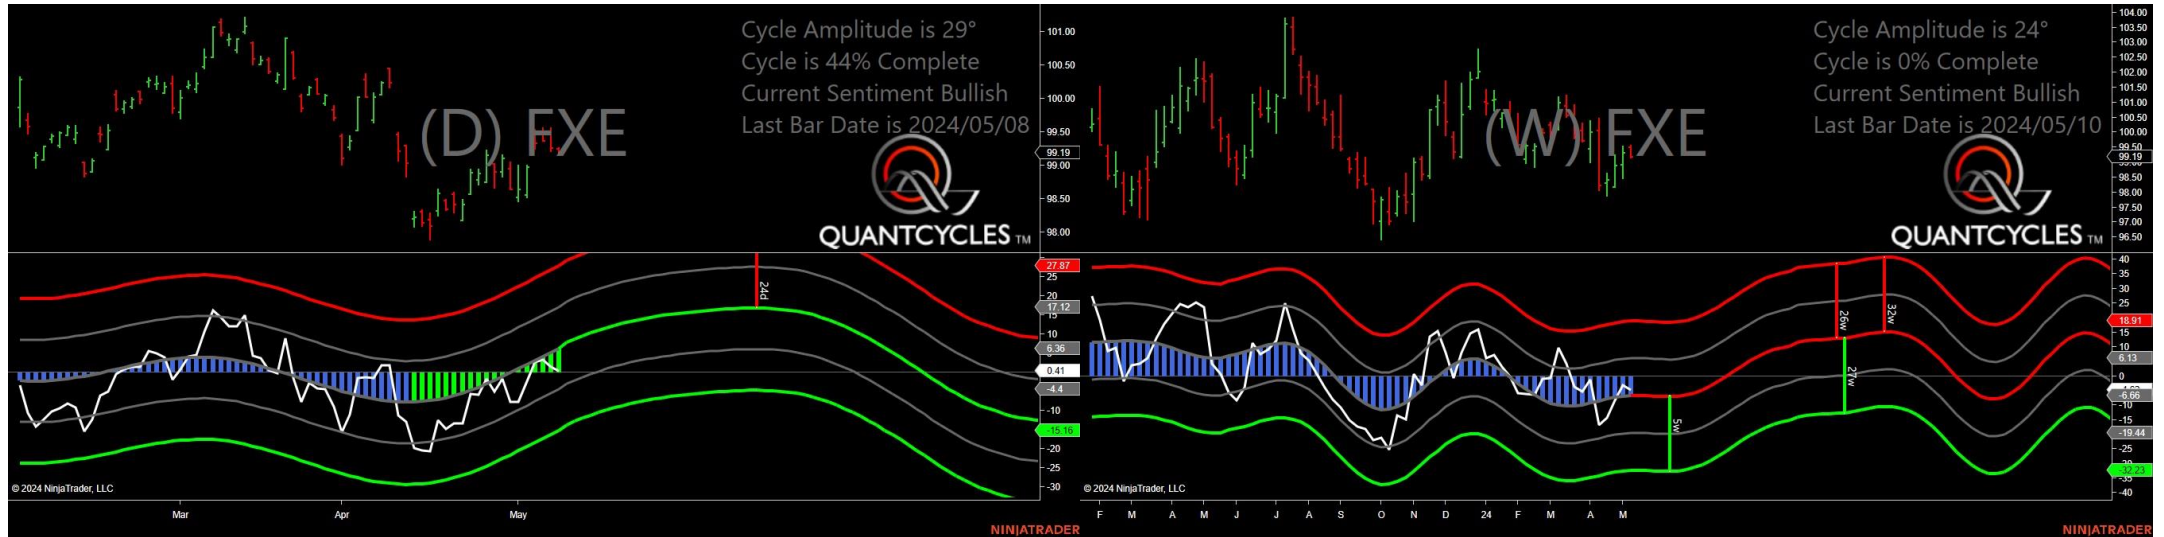 Cycle Amplitude is 29°
Cycle is 44% Complete
Current Sentiment Bullish
Last Bar Date is 2024/05/08
(D) FXE
QUANTCYCLES TM
101.00
100.50
100.00
99.50
99.19
99.00
98.50
98.00
27.87
25
20
17.12
15
10
6.36
0.41
-4.4
-10
-15.16
-20
-25
-30
24d
© 2024 NinjaTrader, LLC
Mar
Apr
May
NINJATRADER
Cycle Amplitude is 24°
Cycle is 0% Complete
Current Sentiment Bullish
Last Bar Date is 2024/05/10
(W) FXE
QUANTCYCLES TM
104.00
103.50
103.00
102.50
102.00
101.50
101.00
100.50
100.00
99.50
99.19
98.50
98.00
97.50
97.00
96.50
40
35
30
25
18.91
15
6.13
0
-6.66
-10
-15
-19.44
-25
-32.23
-35
-40
26w
32w
27w
5w
© 2024 NinjaTrader, LLC
F M A M J J A S O N D 24 F M A M
NINJATRADER